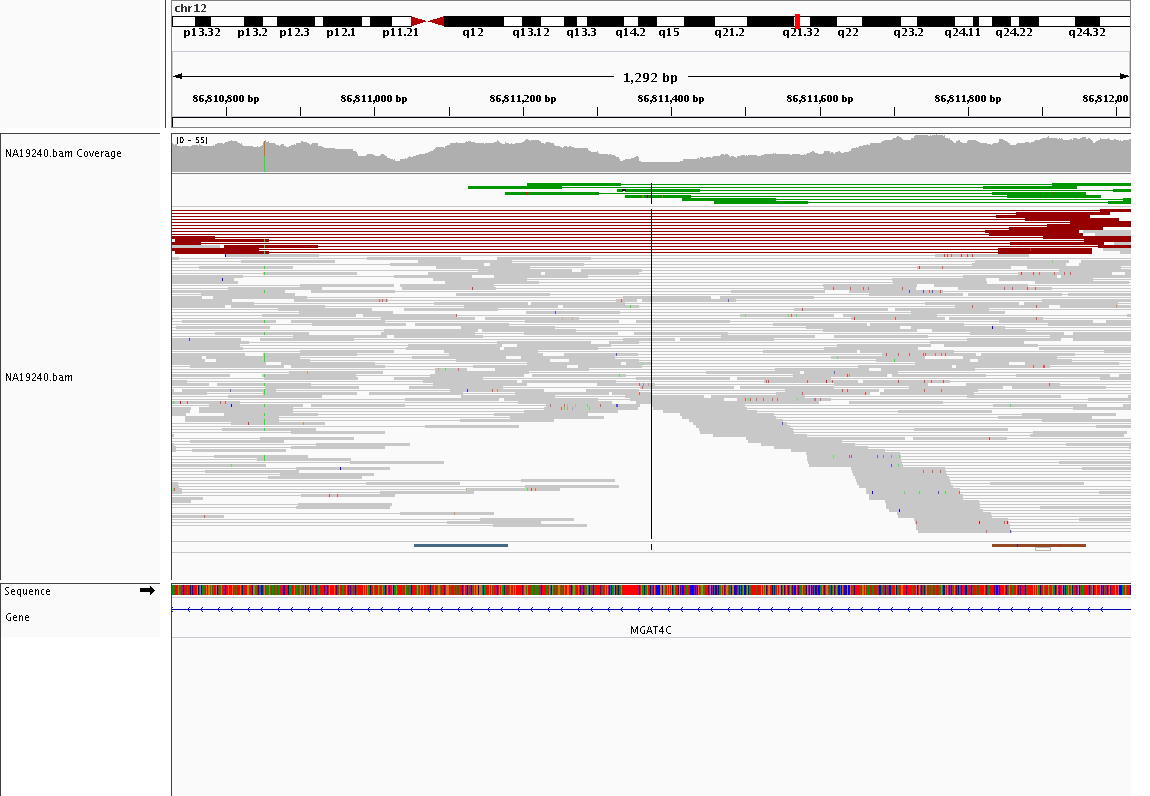 chr12
p13.32 p13.2 p12.3 p12.1 p11.21 q12 q13.12 q13.3 q14.2 q15 q21.2 q21.32 q22 q23.2 q24.11 q24.22 q24.32
1,292 bp
86,810,800 bp 86,811,000 bp 86,811,200 bp 86,811,400 bp 86,811,600 bp 86,811,800 bp 86,812,00
[0 - 55]
NA19240.bam Coverage
NA19240.bam
Sequence
Gene
MGAT4C